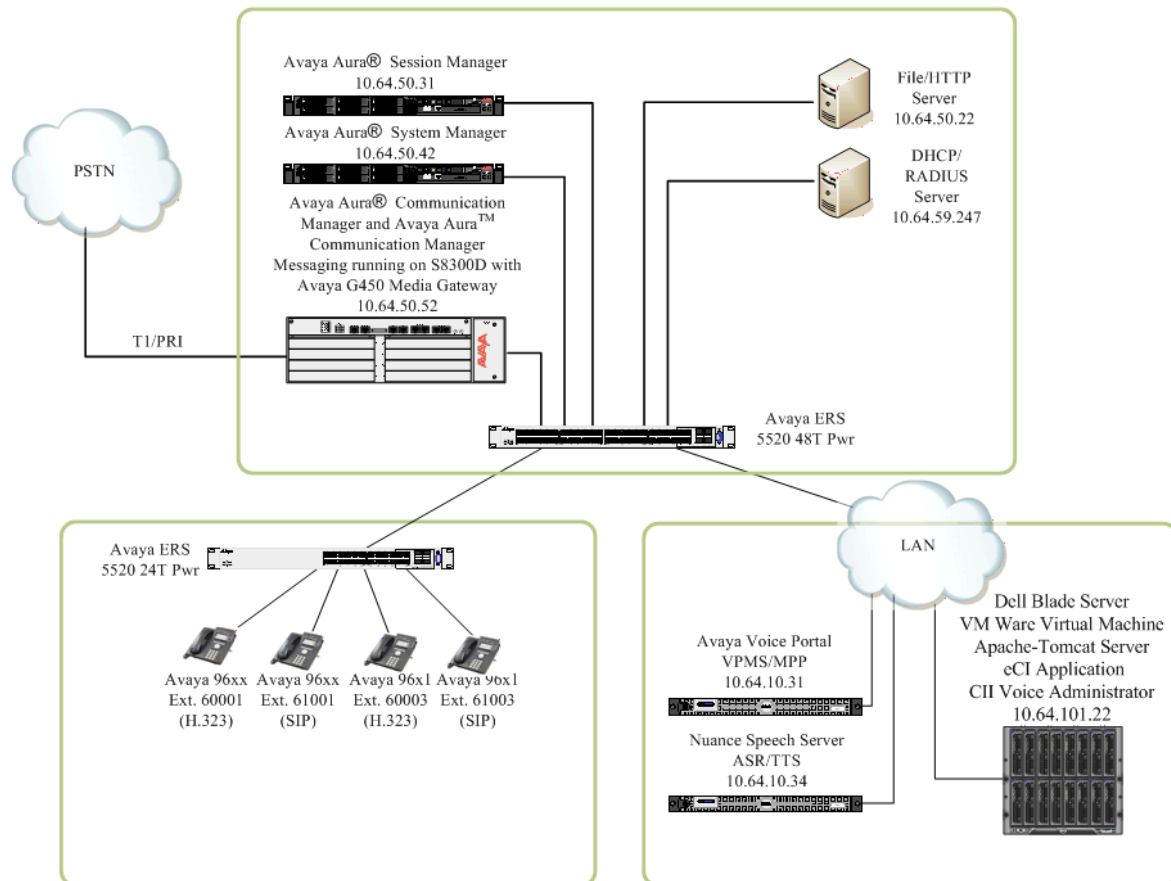 Avaya Aura® Session Manager
10.64.50.31
Avaya Aura® System Manager
10.64.50.42
Avaya Aura® Communication
Manager and Avaya Aura™
Communication Manager
Messaging running on S8300D with
Avaya G450 Media Gateway
10.64.50.52
AVAYA
PSTN
T1/PRI
File/HTTP
Server
10.64.50.22
DHCP/
RADIUS
Server
10.64.59.247
Avaya ERS
5520 48T Pwr
Avaya ERS
5520 24T Pwr
Avaya 96xx
Ext. 60001
(H.323)
Avaya 96xx
Ext. 61001
(SIP)
Avaya 96x1
Ext. 60003
(H.323)
Avaya 96x1
Ext. 61003
(SIP)
LAN
Avaya Voice Portal
VPMS/MPP
10.64.10.31
Nuance Speech Server
ASR/TTS
10.64.10.34
Dell Blade Server
VM Ware Virtual Machine
Apache-Tomcat Server
eCI Application
CII Voice Administrator
10.64.101.22